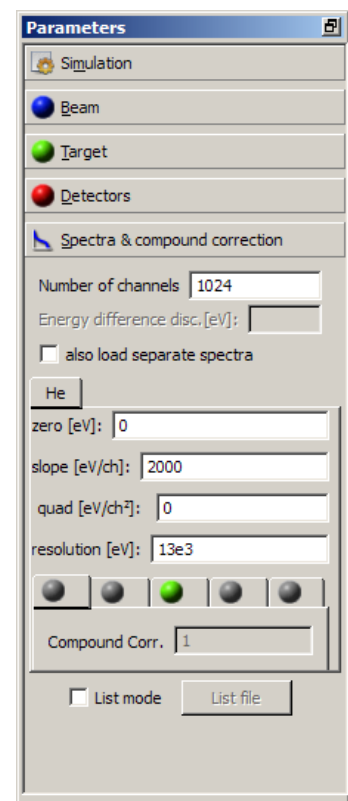 Parameters
Simulation
Beam
Target
Detectors
Spectra & compound correction
Number of channels 1024
Energy difference disc.[eV]:
also load separate spectra
He
zero [eV]: 0
slope [eV/ch]: 2000
quad [eV/ch²]: 0
resolution [eV]: 13e3
Compound Corr. 1
List mode List file